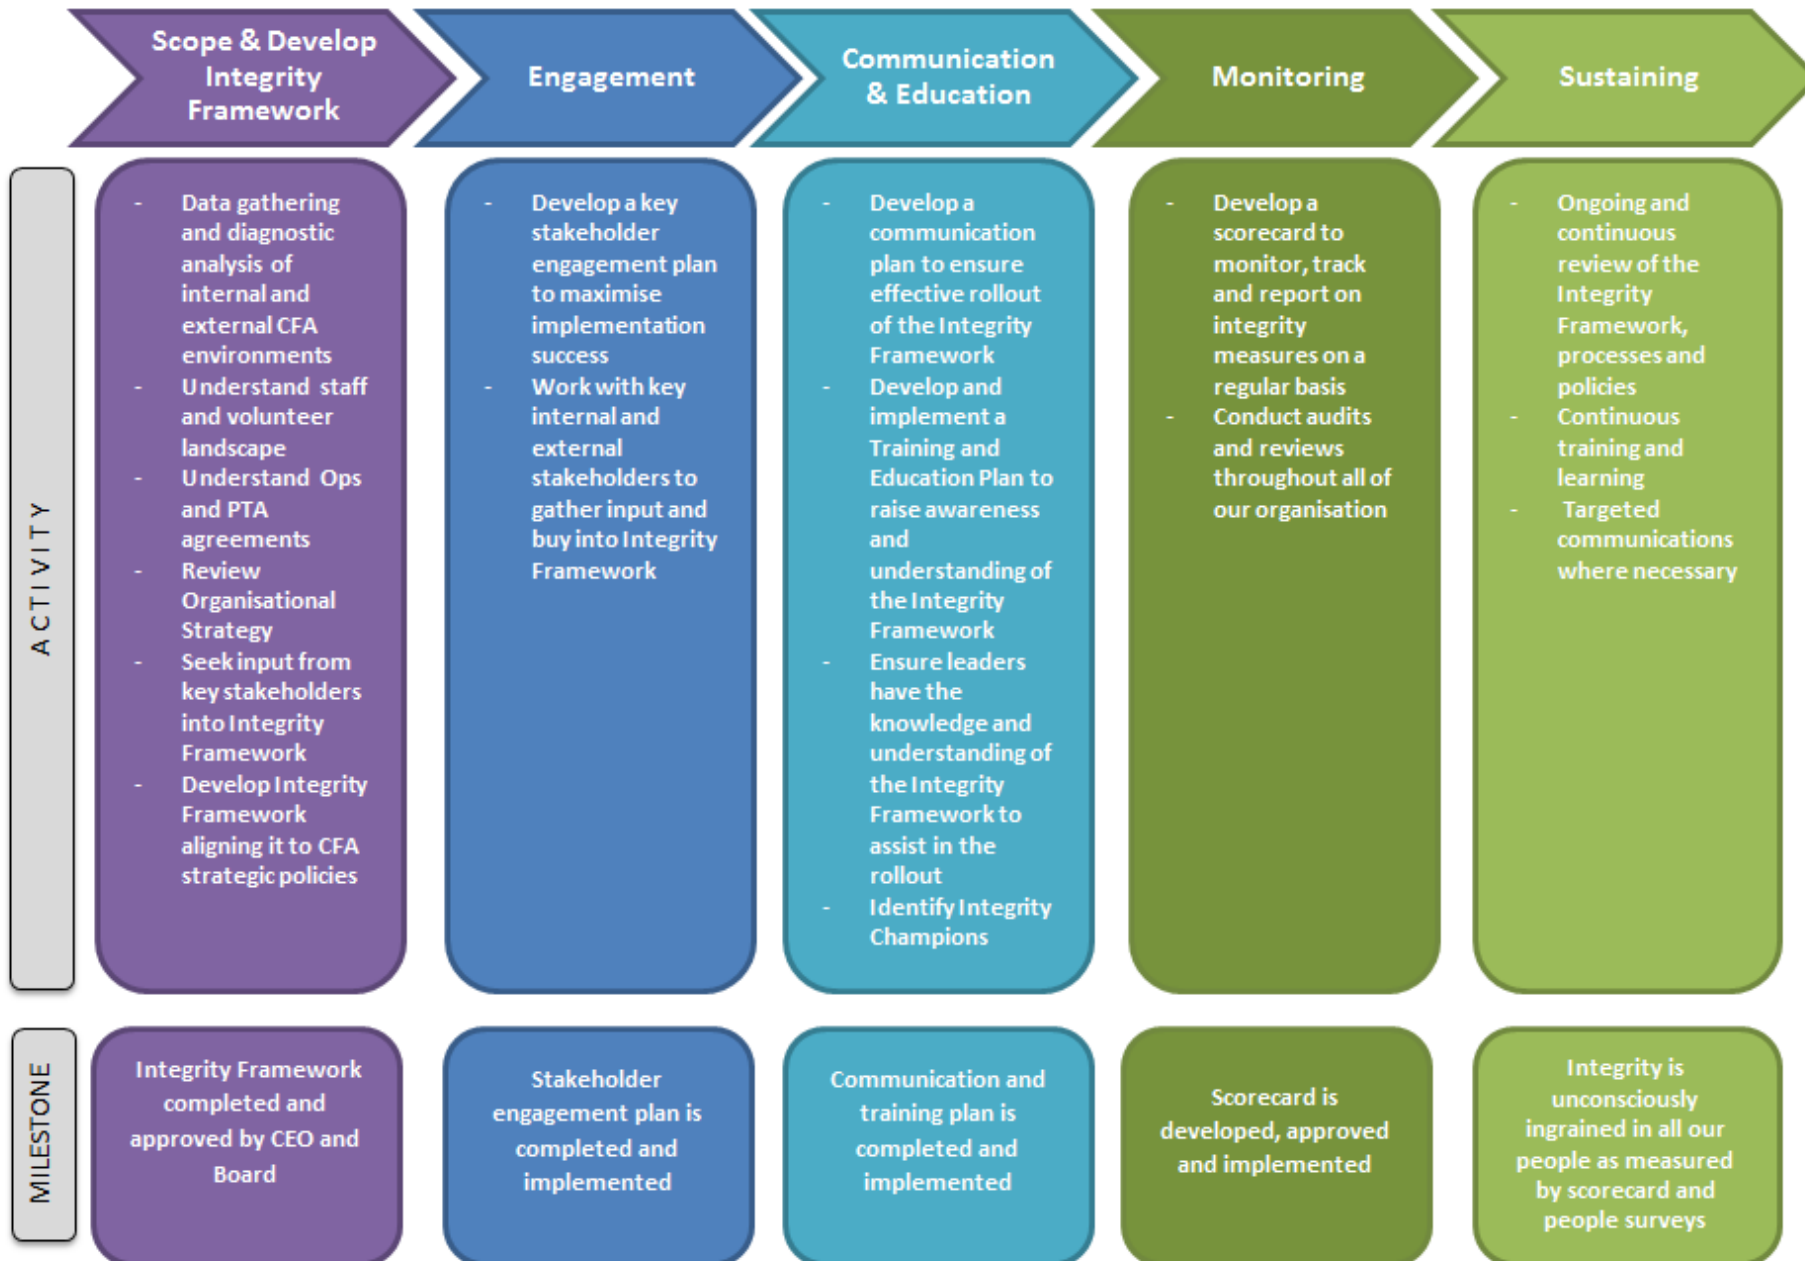 Scope & Develop
Integrity
Framework
Engagement
Communication
& Education
Monitoring
Sustaining
ACTIVITY
- Data gathering
and diagnostic
analysis of
internal and
external CFA
environments
- Understand staff
and volunteer
landscape
- Understand Ops
and PTA
agreements
- Review
Organisational
Strategy
- Seek input from
key stakeholders
into Integrity
Framework
- Develop Integrity
Framework
aligning it to CFA
strategic policies
- Develop a key
stakeholder
engagement plan
to maximise
implementation
success
- Work with key
internal and
external
stakeholders to
gather input and
buy into Integrity
Framework
- Develop a
communication
plan to ensure
effective rollout
of the Integrity
Framework
- Develop and
implement a
Training and
Education Plan to
raise awareness
and
understanding of
the Integrity
Framework
- Ensure leaders
have the
knowledge and
understanding of
the Integrity
Framework to
assist in the
rollout
- Identify Integrity
Champions
- Develop a
scorecard to
monitor, track
and report on
integrity
measures on a
regular basis
- Conduct audits
and reviews
throughout all of
our organisation
- Ongoing and
continuous
review of the
Integrity
Framework,
processes and
policies
- Continuous
training and
learning
- Targeted
communications
where necessary
MILESTONE
Integrity Framework
completed and
approved by CEO and
Board
Stakeholder
engagement plan is
completed and
implemented
Communication and
training plan is
completed and
implemented
Scorecard is
developed, approved
and implemented
Integrity is
unconsciously
ingrained in all our
people as measured
by scorecard and
people surveys